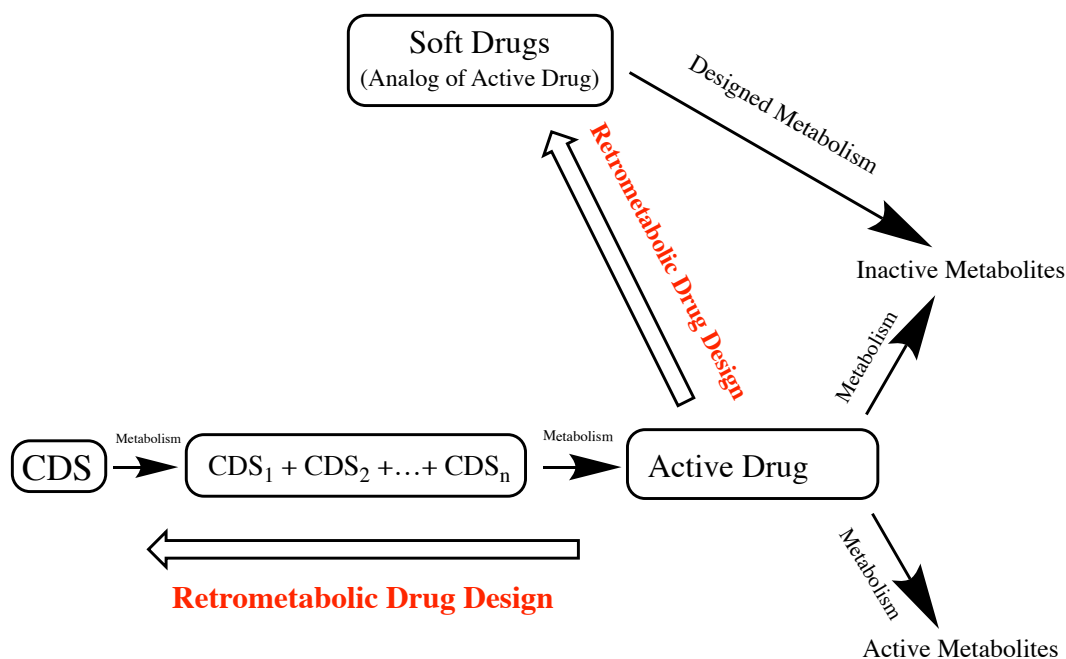 Soft Drugs
(Analog of Active Drug)
Designed Metabolism
Retrometabolic Drug Design
Inactive Metabolites
Metabolism
CDS
Metabolism
CDS₁ + CDS₂ +…+ CDSₙ
Metabolism
Active Drug
Metabolism
Retrometabolic Drug Design
Active Metabolites